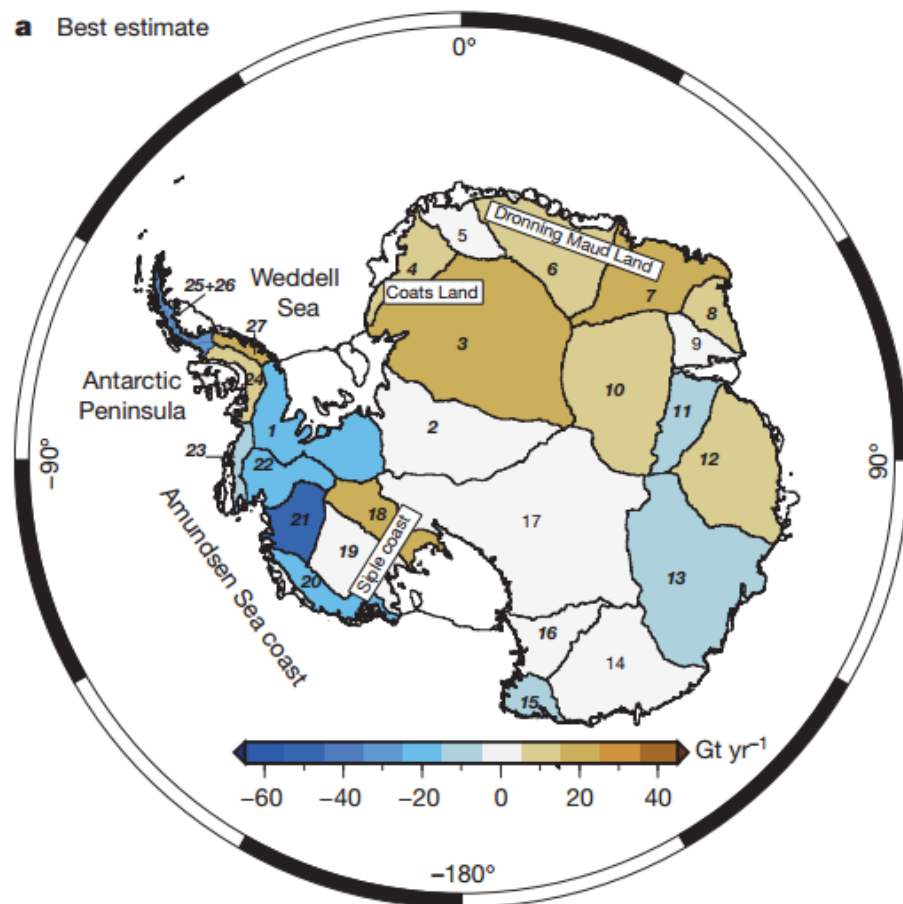 a Best estimate
0°
Dronning Maud Land
5
4
6
Coats Land
7
8
25+26
Weddell
Sea
27
3
9
Antarctic
Peninsula
24
10
11
1
2
12
–90°
90°
23
22
21
18
17
19
Siple coast
13
20
Amundsen Sea coast
16
14
15
Gt yr⁻¹
–60 –40 –20 0 20 40
–180°